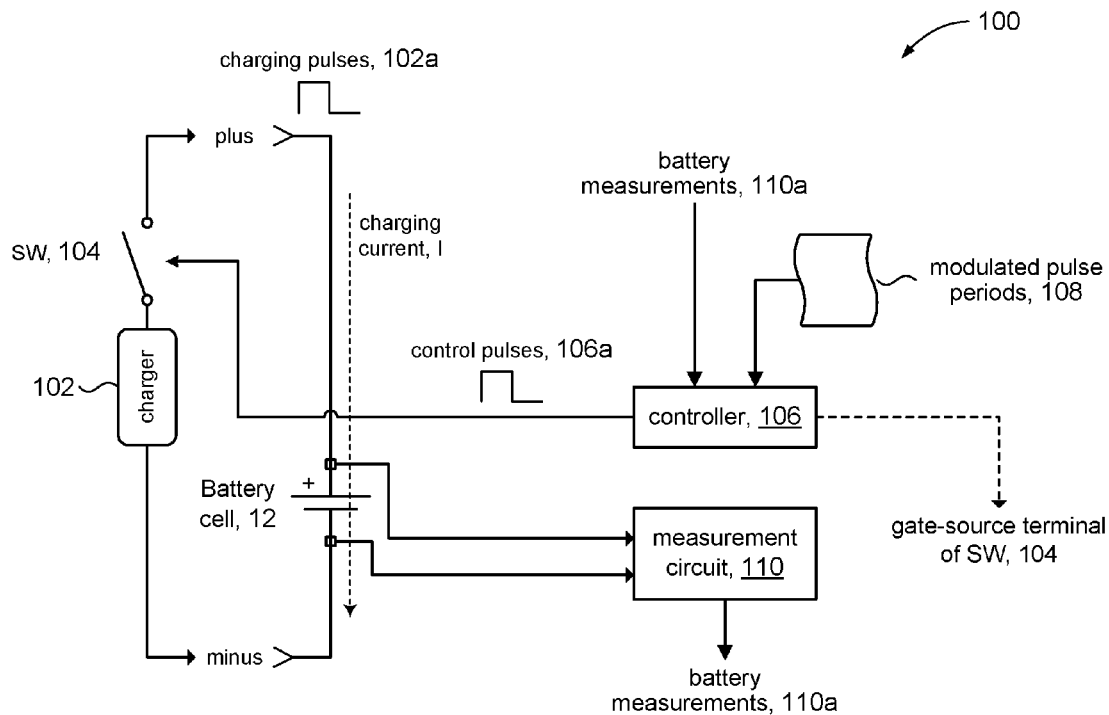 100
charging pulses, 102a
plus
battery
measurements, 110a
charging
current, I
SW, 104
modulated pulse
periods, 108
control pulses, 106a
102
charger
controller, 106
+
Battery
cell, 12
measurement
circuit, 110
gate-source terminal
of SW, 104
minus
battery
measurements, 110a